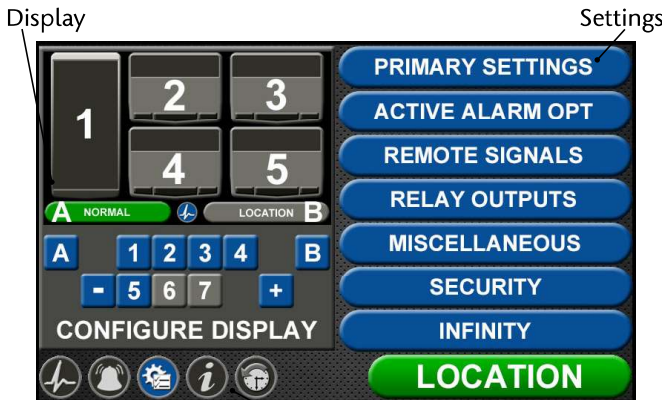 Display
Settings
1
2
3
4
5
A NORMAL
LOCATION B
A 1 2 3 4 B
- 5 6 7 +
CONFIGURE DISPLAY
PRIMARY SETTINGS
ACTIVE ALARM OPT
REMOTE SIGNALS
RELAY OUTPUTS
MISCELLANEOUS
SECURITY
INFINITY
i
LOCATION